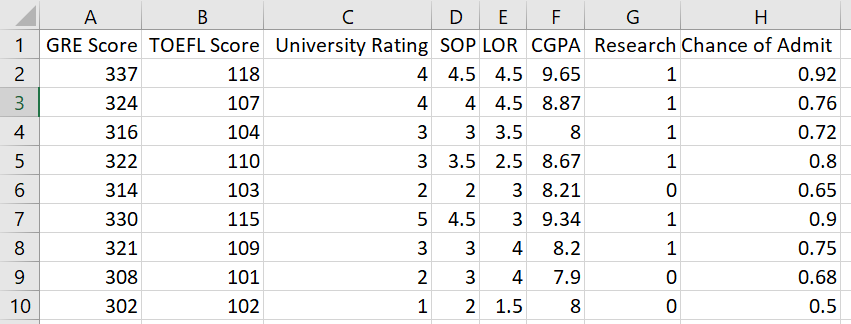 A B C D E F G H
1 GRE Score TOEFL Score University Rating SOP LOR CGPA Research Chance of Admit
2 337 118 4 4.5 4.5 9.65 1 0.92
3 324 107 4 4 4.5 8.87 1 0.76
4 316 104 3 3 3.5 8 1 0.72
5 322 110 3 3.5 2.5 8.67 1 0.8
6 314 103 2 2 3 8.21 0 0.65
7 330 115 5 4.5 3 9.34 1 0.9
8 321 109 3 3 4 8.2 1 0.75
9 308 101 2 3 4 7.9 0 0.68
10 302 102 1 2 1.5 8 0 0.5